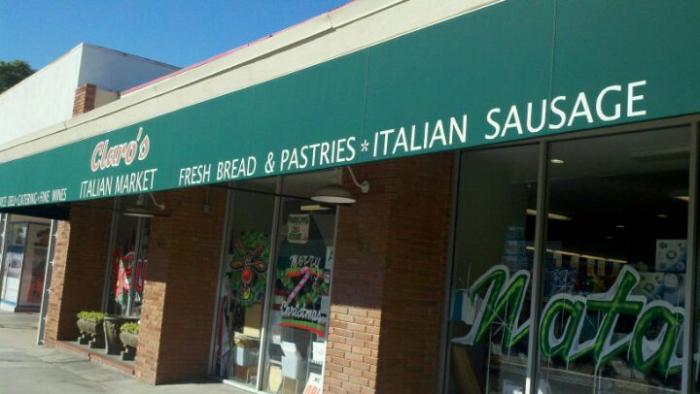 Claro's
ITALIAN MARKET
DELI • CATERING • FINE WINES
FRESH BREAD & PASTRIES * ITALIAN SAUSAGE
Merry
Christmas
Nata